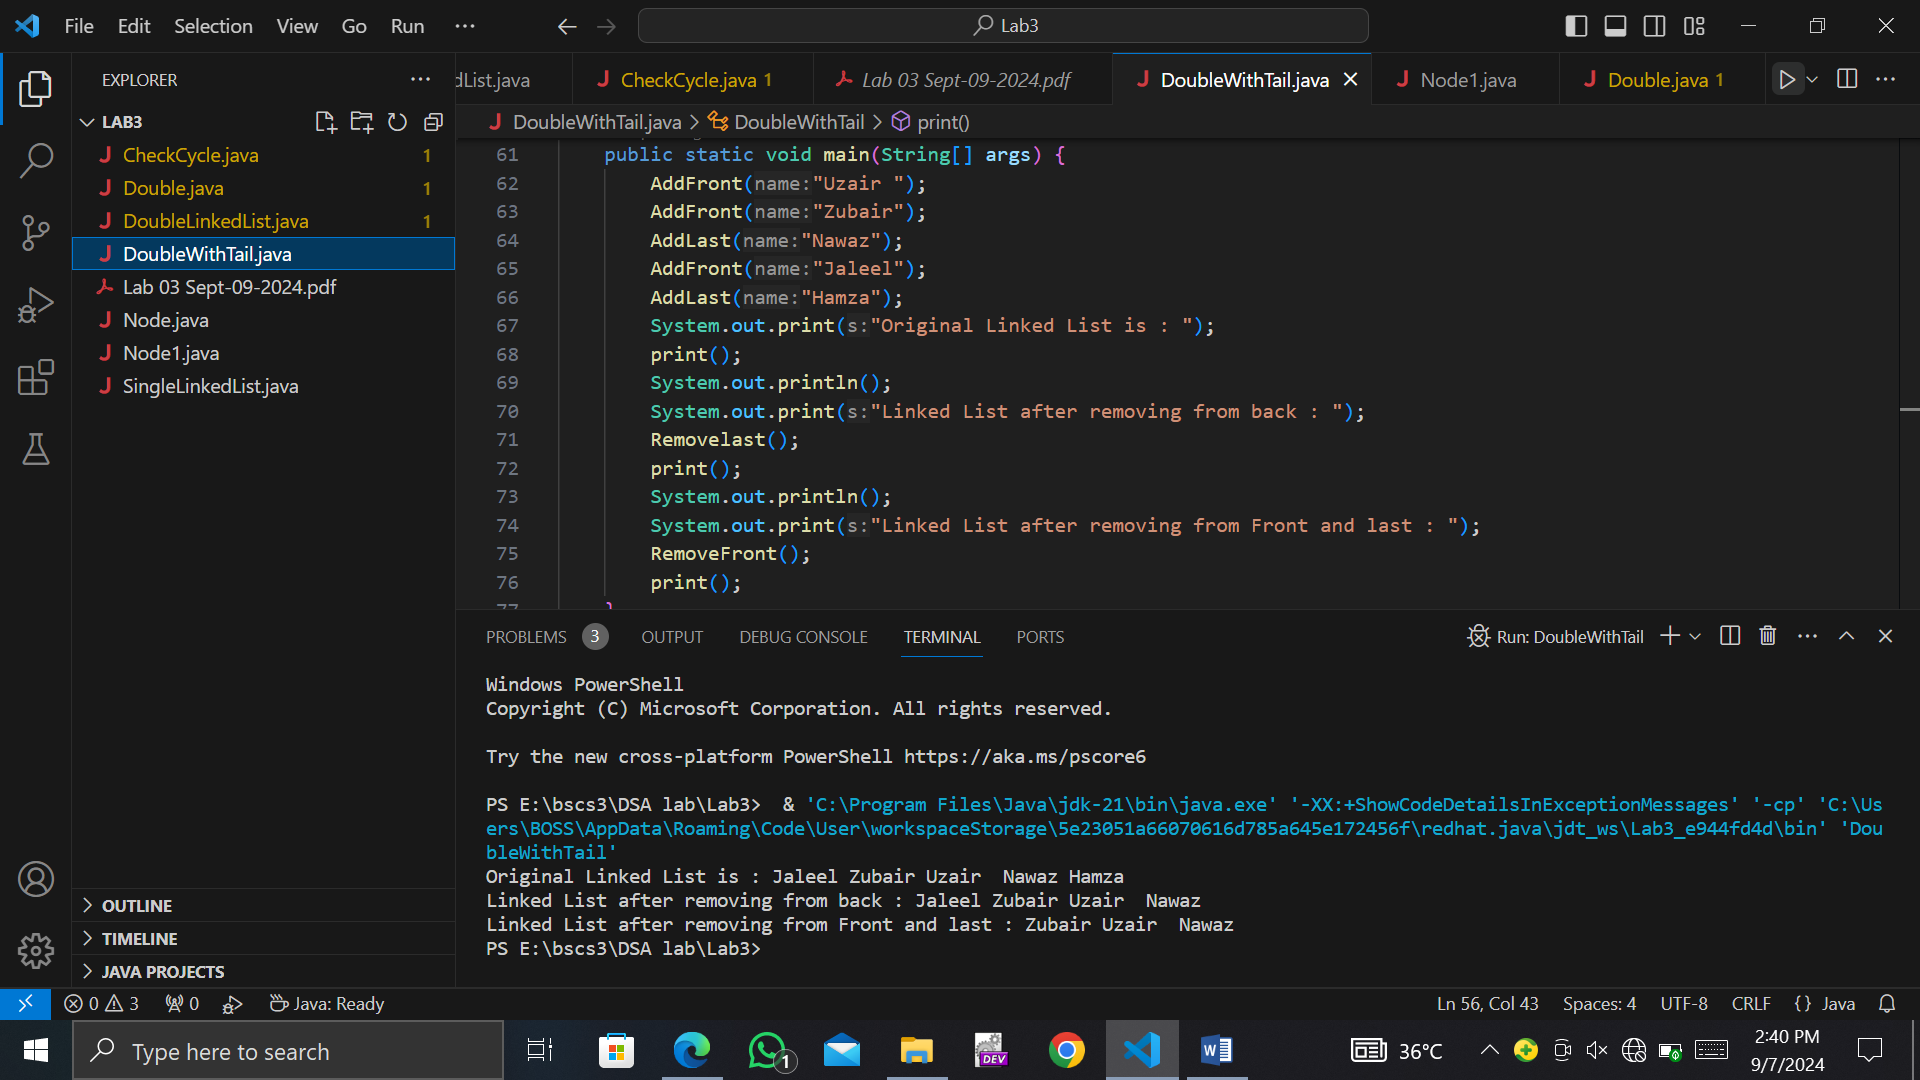 File Edit Selection View Go Run ··· Lab3
EXPLORER ···
dList.java CheckCycle.java 1 Lab 03 Sept-09-2024.pdf DoubleWithTail.java Node1.java Double.java 1 ···
LAB3
DoubleWithTail.java > DoubleWithTail > print()
CheckCycle.java 1
Double.java 1
DoubleLinkedList.java 1
DoubleWithTail.java
Lab 03 Sept-09-2024.pdf
Node.java
Node1.java
SingleLinkedList.java
OUTLINE
TIMELINE
JAVA PROJECTS
61 public static void main(String[] args) {
62 AddFront(name:"Uzair ");
63 AddFront(name:"Zubair");
64 AddLast(name:"Nawaz");
65 AddFront(name:"Jaleel");
66 AddLast(name:"Hamza");
67 System.out.print(s:"Original Linked List is : ");
68 print();
69 System.out.println();
70 System.out.print(s:"Linked List after removing from back : ");
71 Removelast();
72 print();
73 System.out.println();
74 System.out.print(s:"Linked List after removing from Front and last : ");
75 RemoveFront();
76 print();
77 }
PROBLEMS 3 OUTPUT DEBUG CONSOLE TERMINAL PORTS Run: DoubleWithTail ···
Windows PowerShell
Copyright (C) Microsoft Corporation. All rights reserved.
Try the new cross-platform PowerShell https://aka.ms/pscore6
PS E:\bscs3\DSA lab\Lab3>  & 'C:\Program Files\Java\jdk-21\bin\java.exe' '-XX:+ShowCodeDetailsInExceptionMessages' '-cp' 'C:\Us
ers\BOSS\AppData\Roaming\Code\User\workspaceStorage\5e23051a66070616d785a645e172456f\redhat.java\jdt_ws\Lab3_e944fd4d\bin' 'Dou
bleWithTail'
Original Linked List is : Jaleel Zubair Uzair  Nawaz Hamza
Linked List after removing from back : Jaleel Zubair Uzair  Nawaz
Linked List after removing from Front and last : Zubair Uzair  Nawaz
PS E:\bscs3\DSA lab\Lab3>
0 3 0 Java: Ready Ln 56, Col 43 Spaces: 4 UTF-8 CRLF {} Java
Type here to search 1 DEV 36°C 2:40 PM
9/7/2024